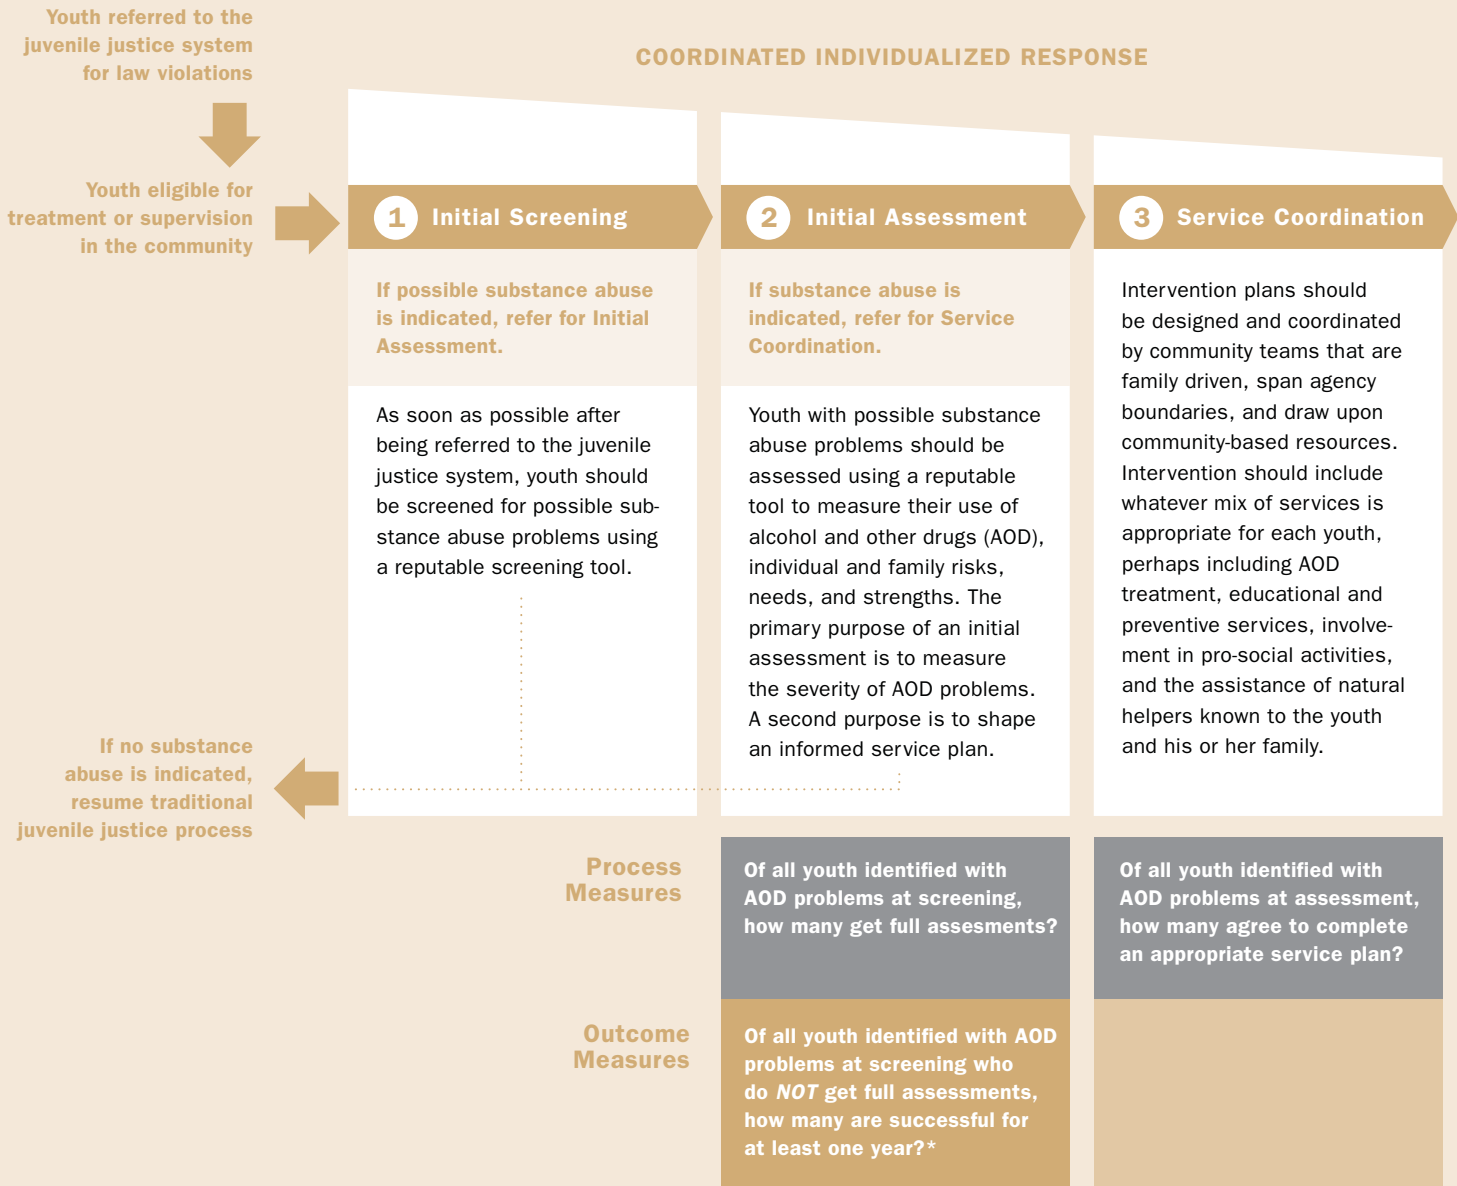 Youth referred to the
juvenile justice system
for law violations
COORDINATED INDIVIDUALIZED RESPONSE
Youth eligible for
treatment or supervision
in the community
1 Initial Screening
If possible substance abuse
is indicated, refer for Initial
Assessment.
As soon as possible after
being referred to the juvenile
justice system, youth should
be screened for possible sub-
stance abuse problems using
a reputable screening tool.
2 Initial Assessment
If substance abuse is
indicated, refer for Service
Coordination.
Youth with possible substance
abuse problems should be
assessed using a reputable
tool to measure their use of
alcohol and other drugs (AOD),
individual and family risks,
needs, and strengths. The
primary purpose of an initial
assessment is to measure
the severity of AOD problems.
A second purpose is to shape
an informed service plan.
3 Service Coordination
Intervention plans should
be designed and coordinated
by community teams that are
family driven, span agency
boundaries, and draw upon
community-based resources.
Intervention should include
whatever mix of services is
appropriate for each youth,
perhaps including AOD
treatment, educational and
preventive services, involve-
ment in pro-social activities,
and the assistance of natural
helpers known to the youth
and his or her family.
If no substance
abuse is indicated,
resume traditional
juvenile justice process
Process
Measures
Of all youth identified with
AOD problems at screening,
how many get full assesments?
Of all youth identified with
AOD problems at assessment,
how many agree to complete
an appropriate service plan?
Outcome
Measures
Of all youth identified with AOD
problems at screening who
do NOT get full assessments,
how many are successful for
at least one year?*